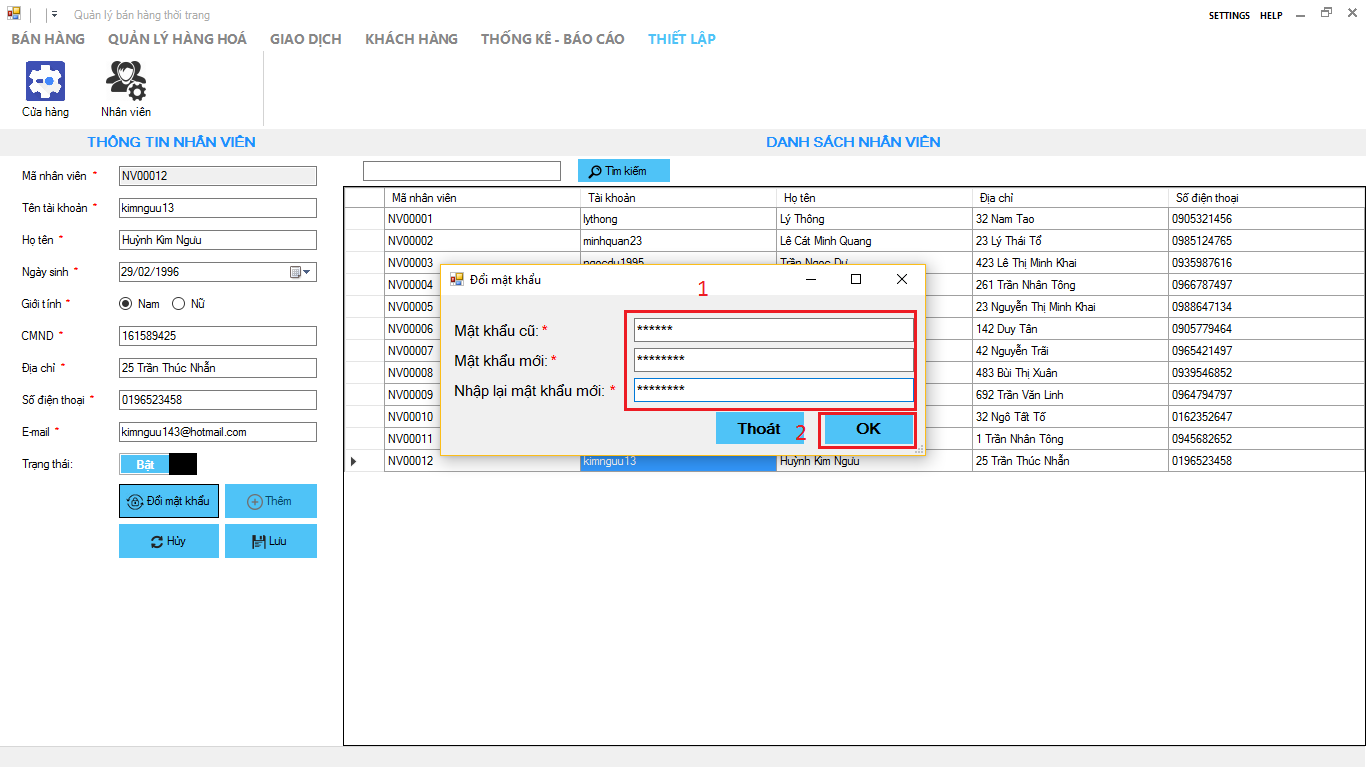 Quản lý bán hàng thời trang
SETTINGS HELP
BÁN HÀNG QUẢN LÝ HÀNG HOÁ GIAO DỊCH KHÁCH HÀNG THỐNG KÊ - BÁO CÁO THIẾT LẬP
Cửa hàng Nhân viên
THÔNG TIN NHÂN VIÊN
Mã nhân viên * NV00012
Tên tài khoản * kimnguu13
Họ tên * Huỳnh Kim Ngưu
Ngày sinh * 29/02/1996
Giới tính * Nam Nữ
CMND * 161589425
Địa chỉ * 25 Trần Thúc Nhẫn
Số điện thoại * 0196523458
E-mail * kimnguu143@hotmail.com
Trạng thái: Bật
Đổi mật khẩu Thêm
Hủy Lưu
DANH SÁCH NHÂN VIÊN
Tìm kiếm
Mã nhân viên Tài khoản Họ tên Địa chỉ Số điện thoại
NV00001 lythong Lý Thông 32 Nam Tao 0905321456
NV00002 minhquan23 Lê Cát Minh Quang 23 Lý Thái Tổ 0985124765
NV00003 ngocdu1995 Trần Ngọc Dư 423 Lê Thị Minh Khai 0935987616
NV00004 261 Trần Nhân Tông 0966787497
NV00005 23 Nguyễn Thị Minh Khai 0988647134
NV00006 142 Duy Tân 0905779464
NV00007 42 Nguyễn Trãi 0965421497
NV00008 483 Bùi Thị Xuân 0939546852
NV00009 692 Trần Văn Linh 0964794797
NV00010 32 Ngô Tất Tố 0162352647
NV00011 1 Trần Nhân Tông 0945682652
NV00012 kimnguu13 Huỳnh Kim Ngưu 25 Trần Thúc Nhẫn 0196523458
Đổi mật khẩu
1
Mật khẩu cũ: * ******
Mật khẩu mới: * ********
Nhập lại mật khẩu mới: * ********
Thoát 2 OK